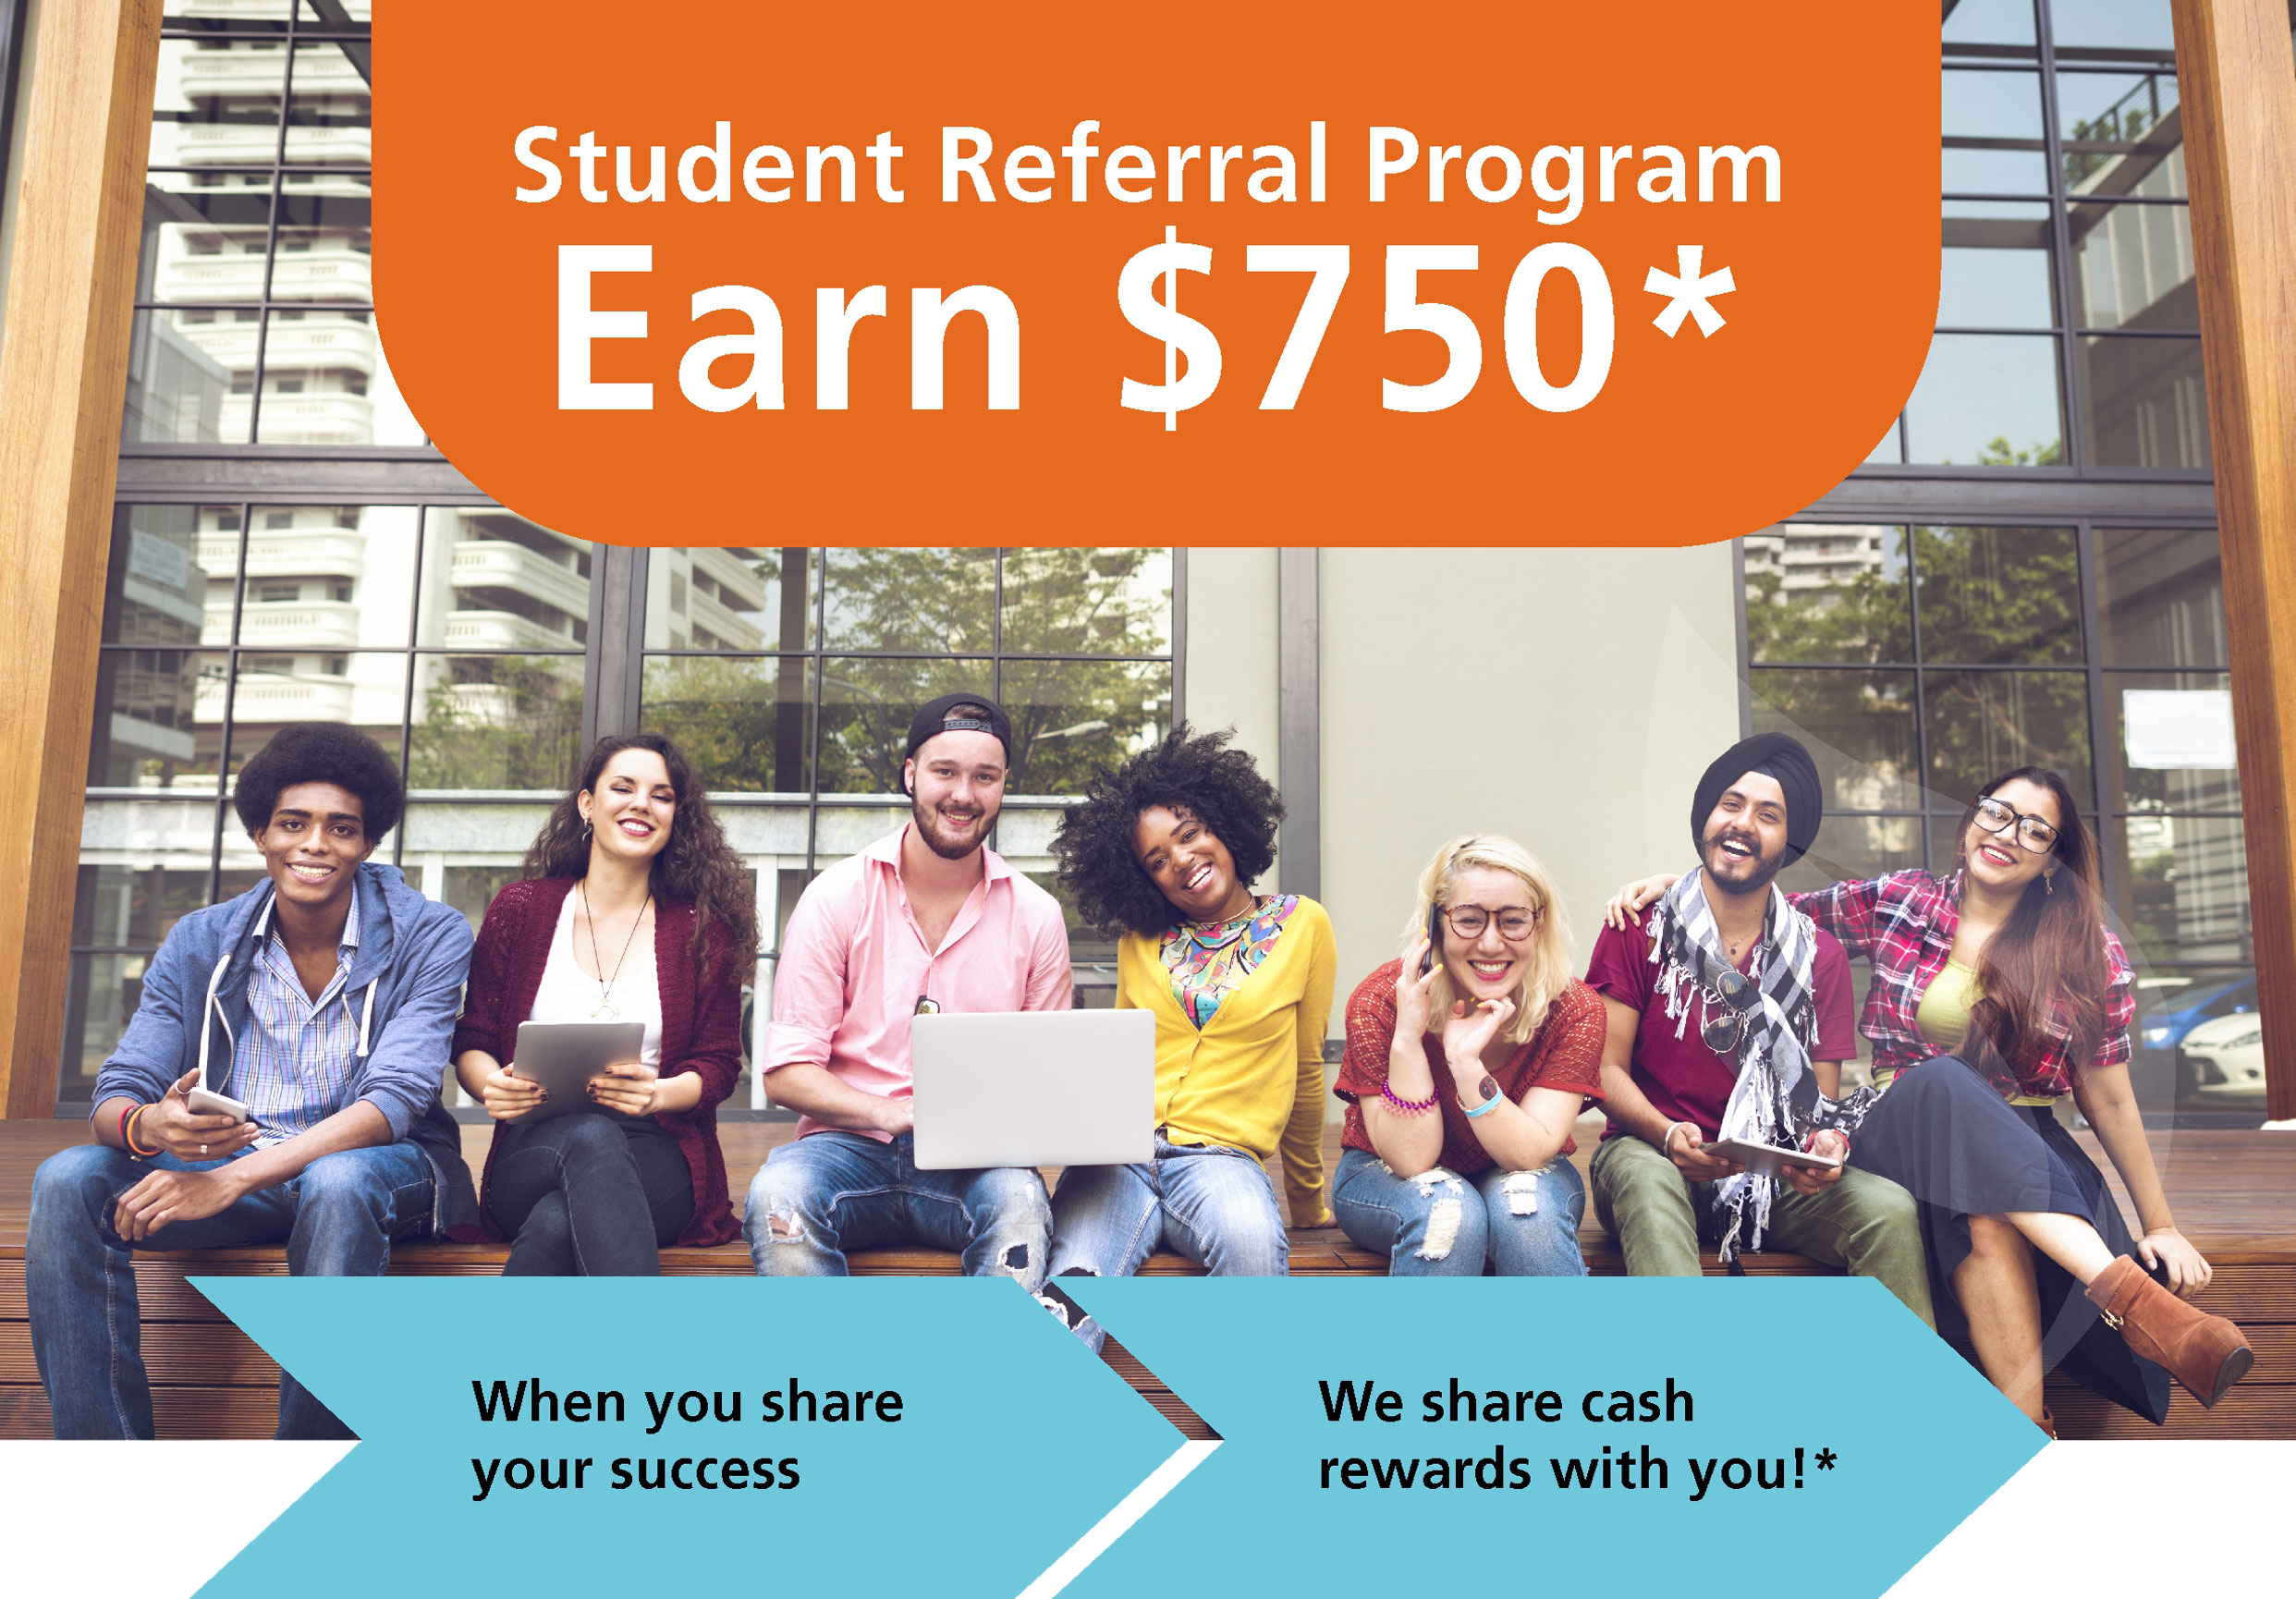 Student Referral Program
Earn $750*
When you share
your success
We share cash
rewards with you!*